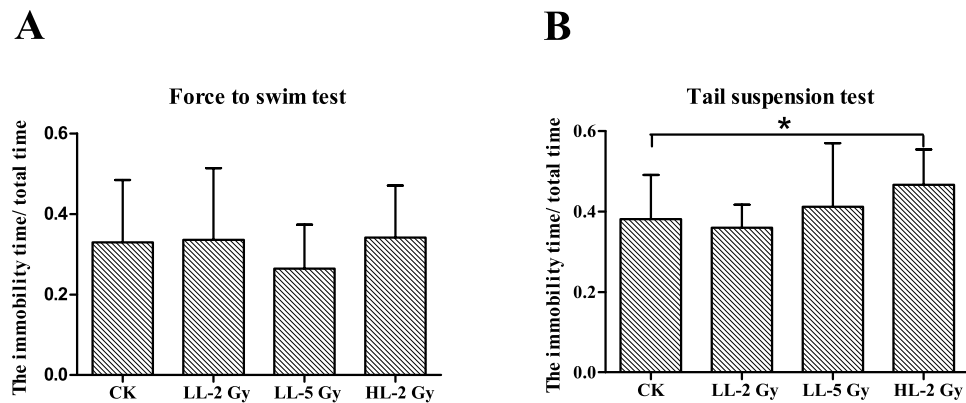 A
Force to swim test
The immobility time/ total time
0.6
0.4
0.2
0.0
CK
LL-2 Gy
LL-5 Gy
HL-2 Gy
B
Tail suspension test
The immobility time/ total time
0.6
0.4
0.2
0.0
*
CK
LL-2 Gy
LL-5 Gy
HL-2 Gy